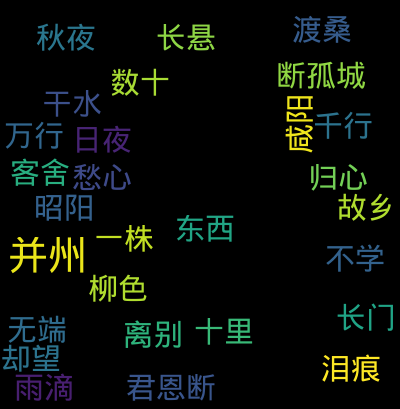 秋夜
长悬
渡桑
数十
断孤城
干水
咸阳
千行
万行
日夜
客舍
愁心
归心
昭阳
故乡
东西
一株
并州
不学
柳色
长门
无端
离别
十里
却望
泪痕
雨滴
君恩断